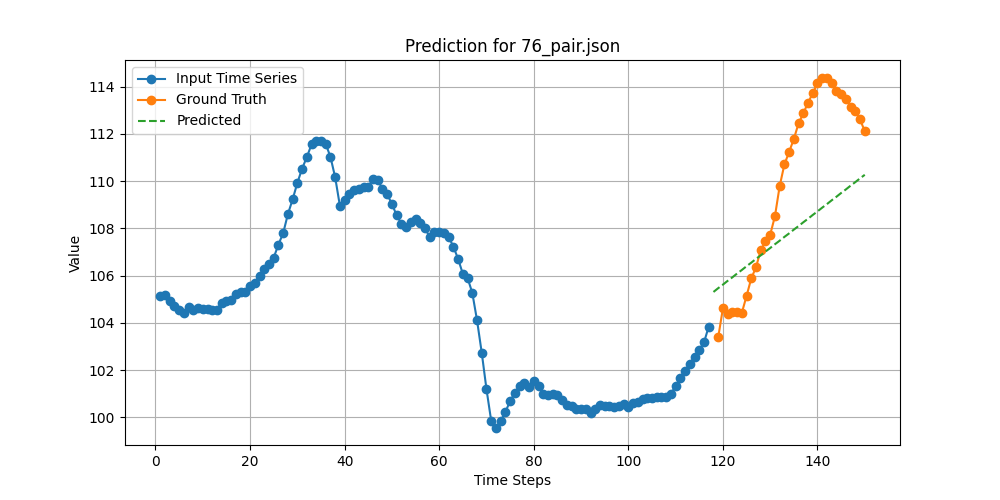 Prediction for 76_pair.json
Input Time Series
Ground Truth
Predicted
Value
114
112
110
108
106
104
102
100
0 20 40 60 80 100 120 140
Time Steps